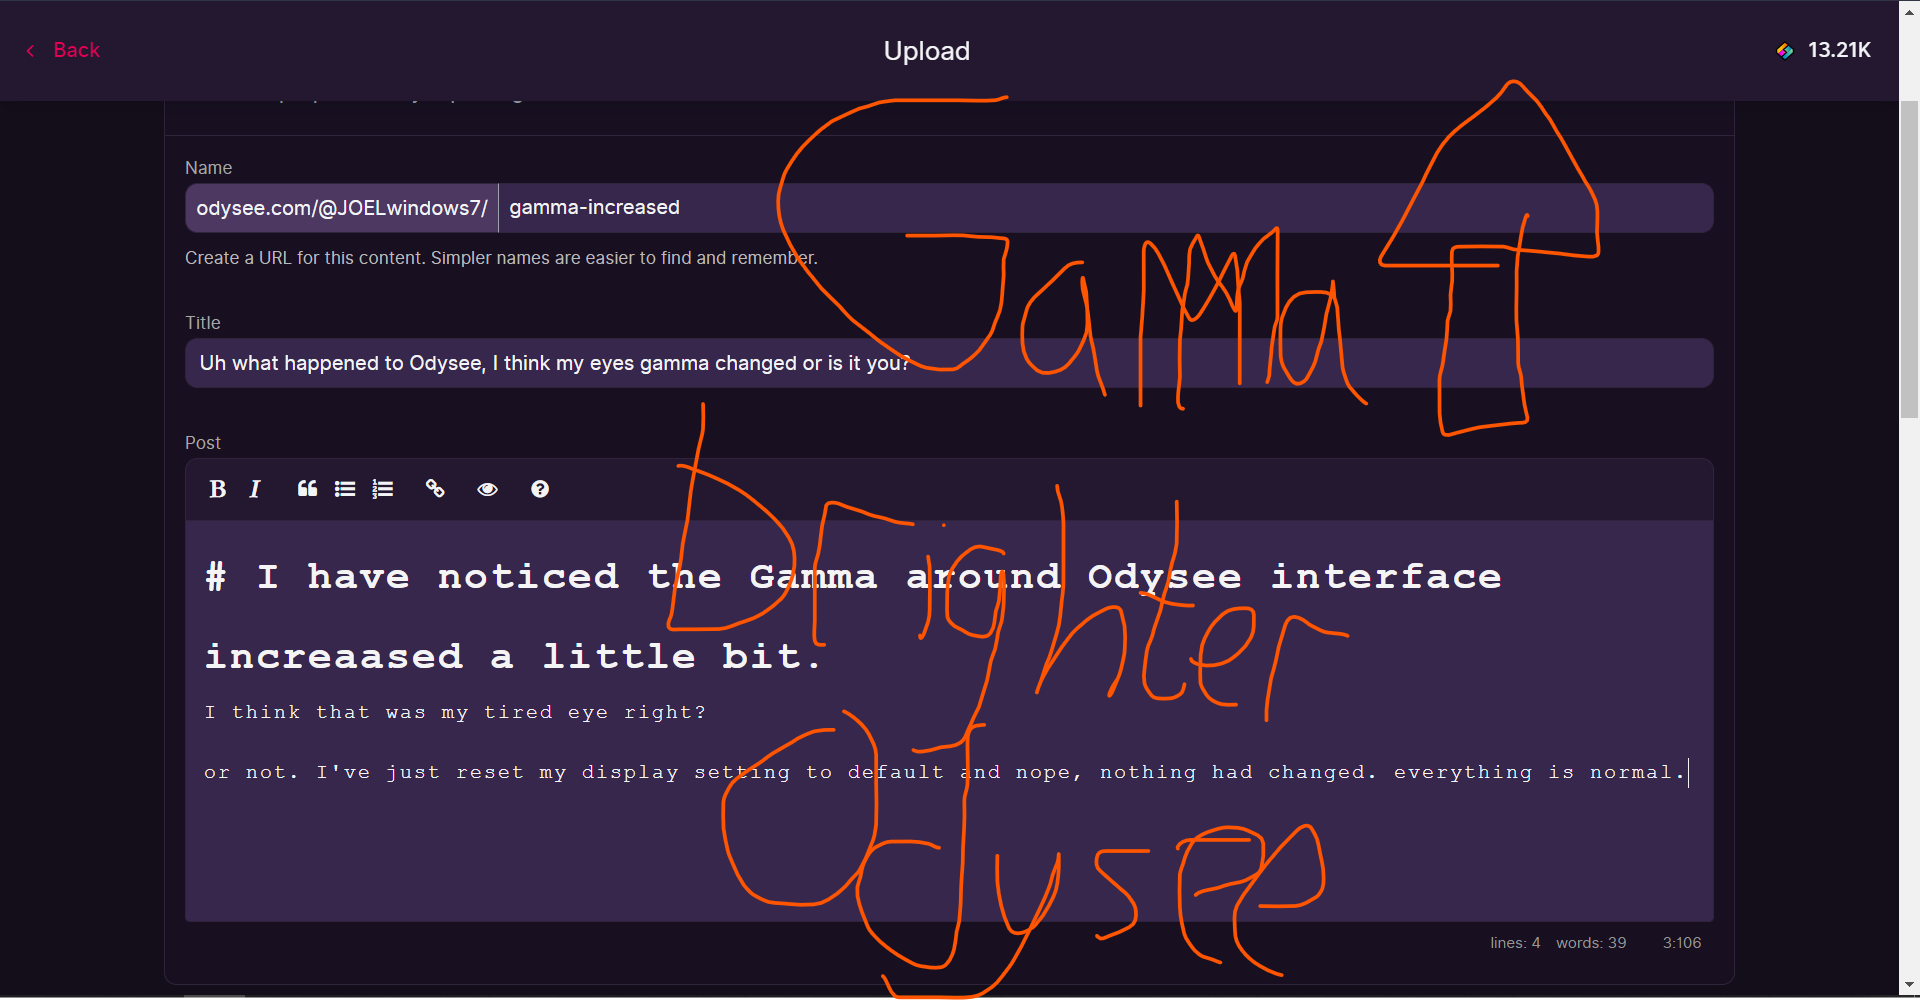 Back
Upload
13.21K
Name
odysee.com/@JOELwindows7/ gamma-increased
Create a URL for this content. Simpler names are easier to find and remember.
Gamma
Title
Uh what happened to Odysee, I think my eyes gamma changed or is it you?
Post
B I
# I have noticed the Gamma around Odysee interface
increaased a little bit.
brighter
I think that was my tired eye right?
or not. I've just reset my display setting to default and nope, nothing had changed. everything is normal.
odysee
lines: 4 words: 39 3:106